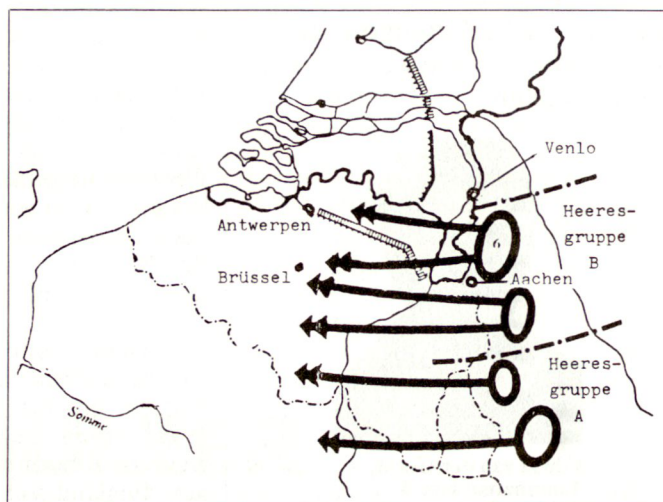 Venlo
Antwerpen
Heeres-
gruppe
B
6
Brüssel
Aachen
Heeres-
gruppe
A
Somme